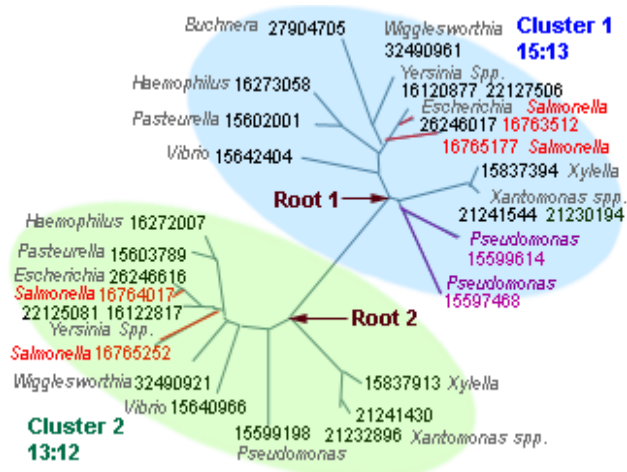 Buchnera 27904705
Wigglesworthia
32490961
Cluster 1
15:13
Yersinia Spp.
16120877 22127506
Haemophilus 16273058
Escherichia Salmonella
26246017 16763512
Pasteurella 15602001
16765177 Salmonella
Vibrio 15642404
15837394 Xylella
Root 1
Xantomonas spp.
21241544 21230194
Haemophilus 16272007
Pseudomonas
15599614
Pasteurella 15603789
Escherichia 26246616
Pseudomonas
15597468
Salmonella 16764017
22125081 16122817
Yersinia Spp.
Root 2
Salmonella 16765252
Wigglesworthia 32490921
15837913 Xylella
Vibrio 15640966
21241430
Cluster 2
13:12
15599198
Pseudomonas
21232896 Xantomonas spp.